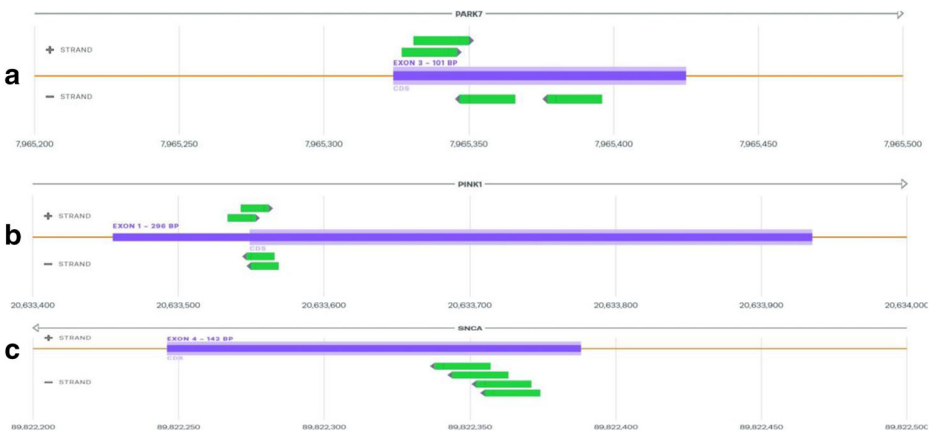 PARK7
+ STRAND
EXON 3 – 101 BP
a
CDS
− STRAND
7,965,200 7,965,250 7,965,300 7,965,350 7,965,400 7,965,450 7,965,500
PINK1
+ STRAND
EXON 1 – 296 BP
b
CDS
− STRAND
20,633,400 20,633,500 20,633,600 20,633,700 20,633,800 20,633,900 20,634,000
SNCA
+ STRAND
EXON 4 – 142 BP
c
CDS
− STRAND
89,822,200 89,822,250 89,822,300 89,822,350 89,822,400 89,822,450 89,822,500